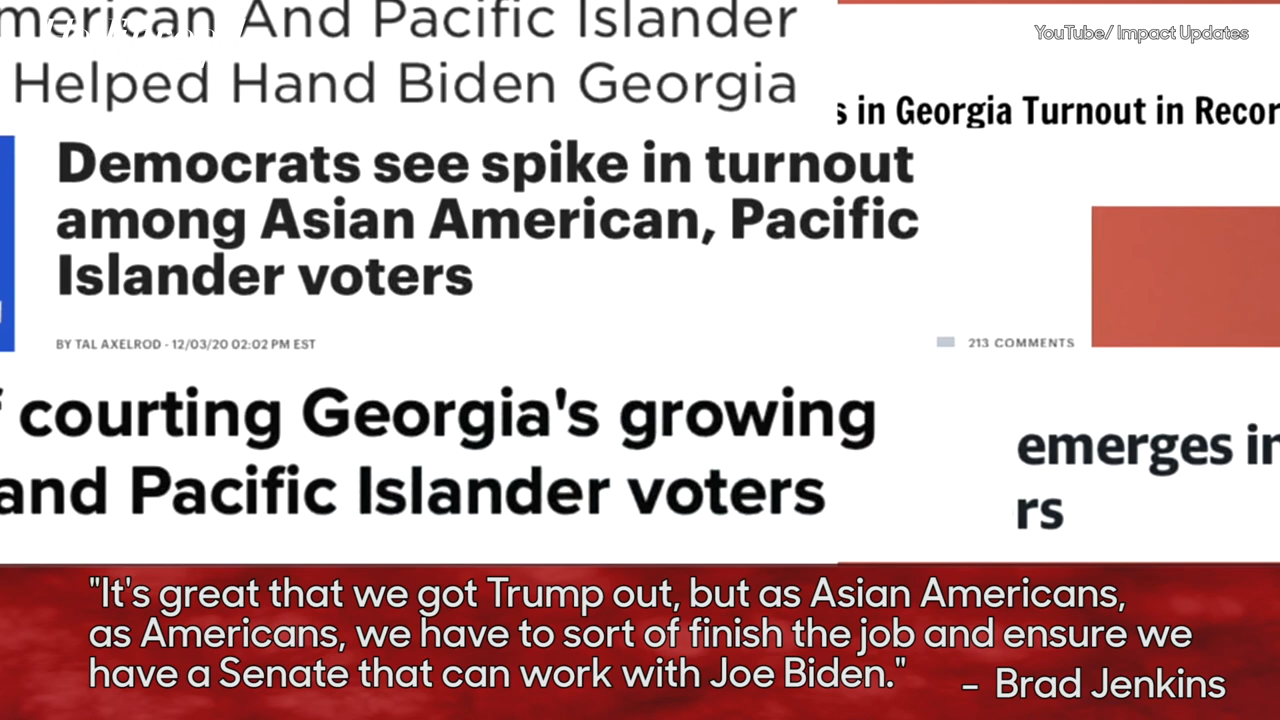 merican And Pacific Islander
YouTube/ Impact Updates
Helped Hand Biden Georgia
s in Georgia Turnout in Recor
Democrats see spike in turnout
among Asian American, Pacific
Islander voters
BY TAL AXELROD - 12/03/20 02:02 PM EST
213 COMMENTS
f courting Georgia's growing
and Pacific Islander voters
emerges in
rs
"It's great that we got Trump out, but as Asian Americans,
as Americans, we have to sort of finish the job and ensure we
have a Senate that can work with Joe Biden."
- Brad Jenkins